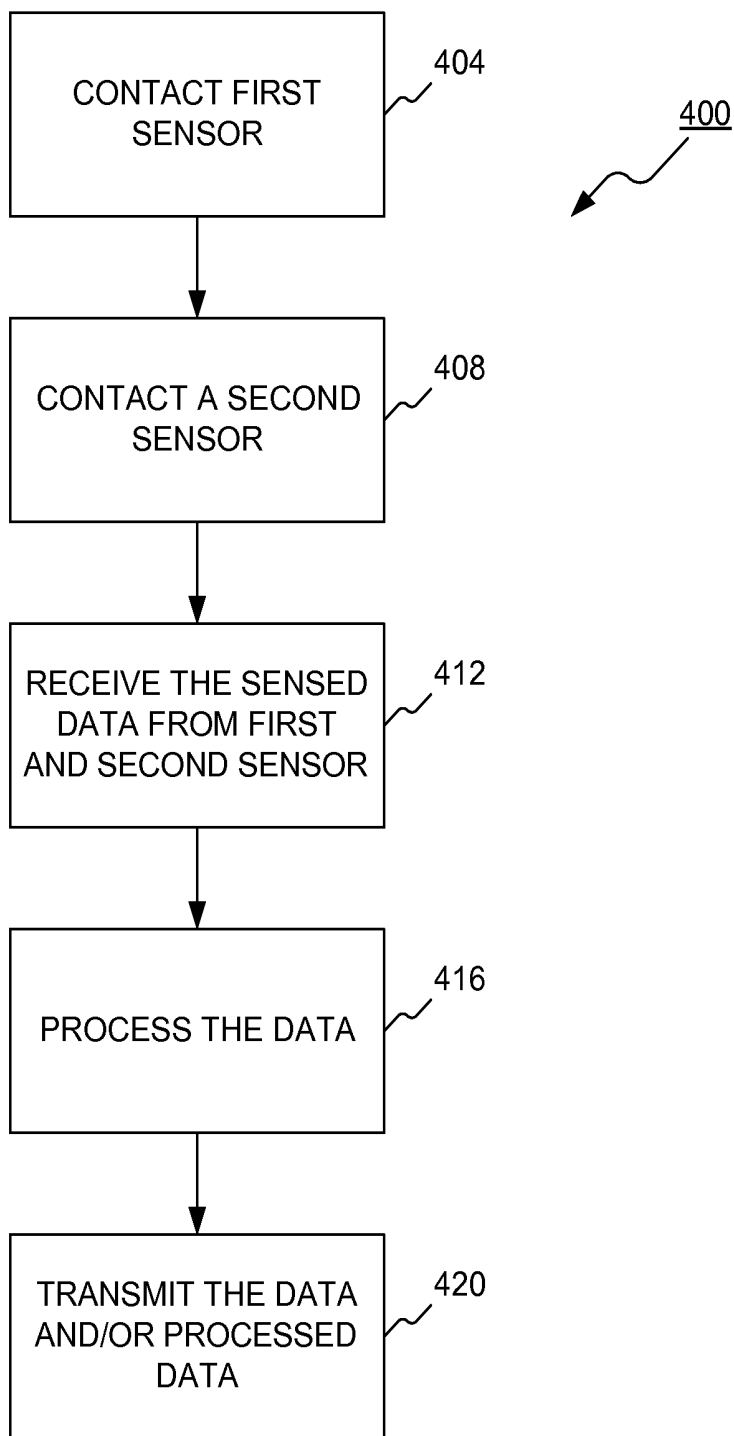 CONTACT FIRST
SENSOR
404
400
CONTACT A SECOND
SENSOR
408
RECEIVE THE SENSED
DATA FROM FIRST
AND SECOND SENSOR
412
PROCESS THE DATA
416
TRANSMIT THE DATA
AND/OR PROCESSED
DATA
420